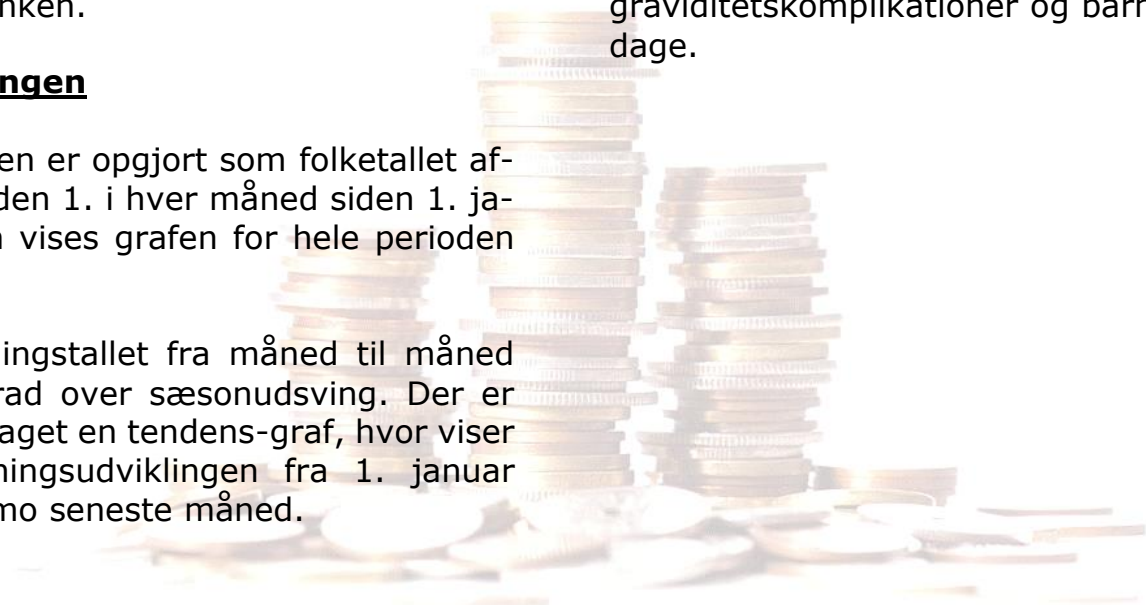 nken.
ngen
en er opgjort som folketallet af-
den 1. i hver måned siden 1. ja-
vises grafen for hele perioden
ingstallet fra måned til måned
rad over sæsonudsving. Der er
aget en tendens-graf, hvor viser
ningsudviklingen fra 1. januar
mo seneste måned.
graviditetskomplikationer og barn
dage.